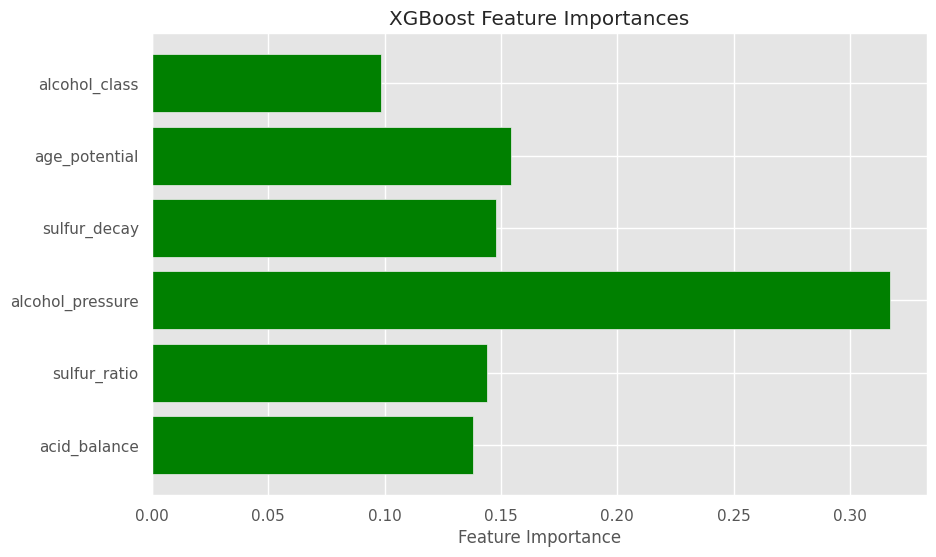 XGBoost Feature Importances
alcohol_class
age_potential
sulfur_decay
alcohol_pressure
sulfur_ratio
acid_balance
0.00 0.05 0.10 0.15 0.20 0.25 0.30
Feature Importance